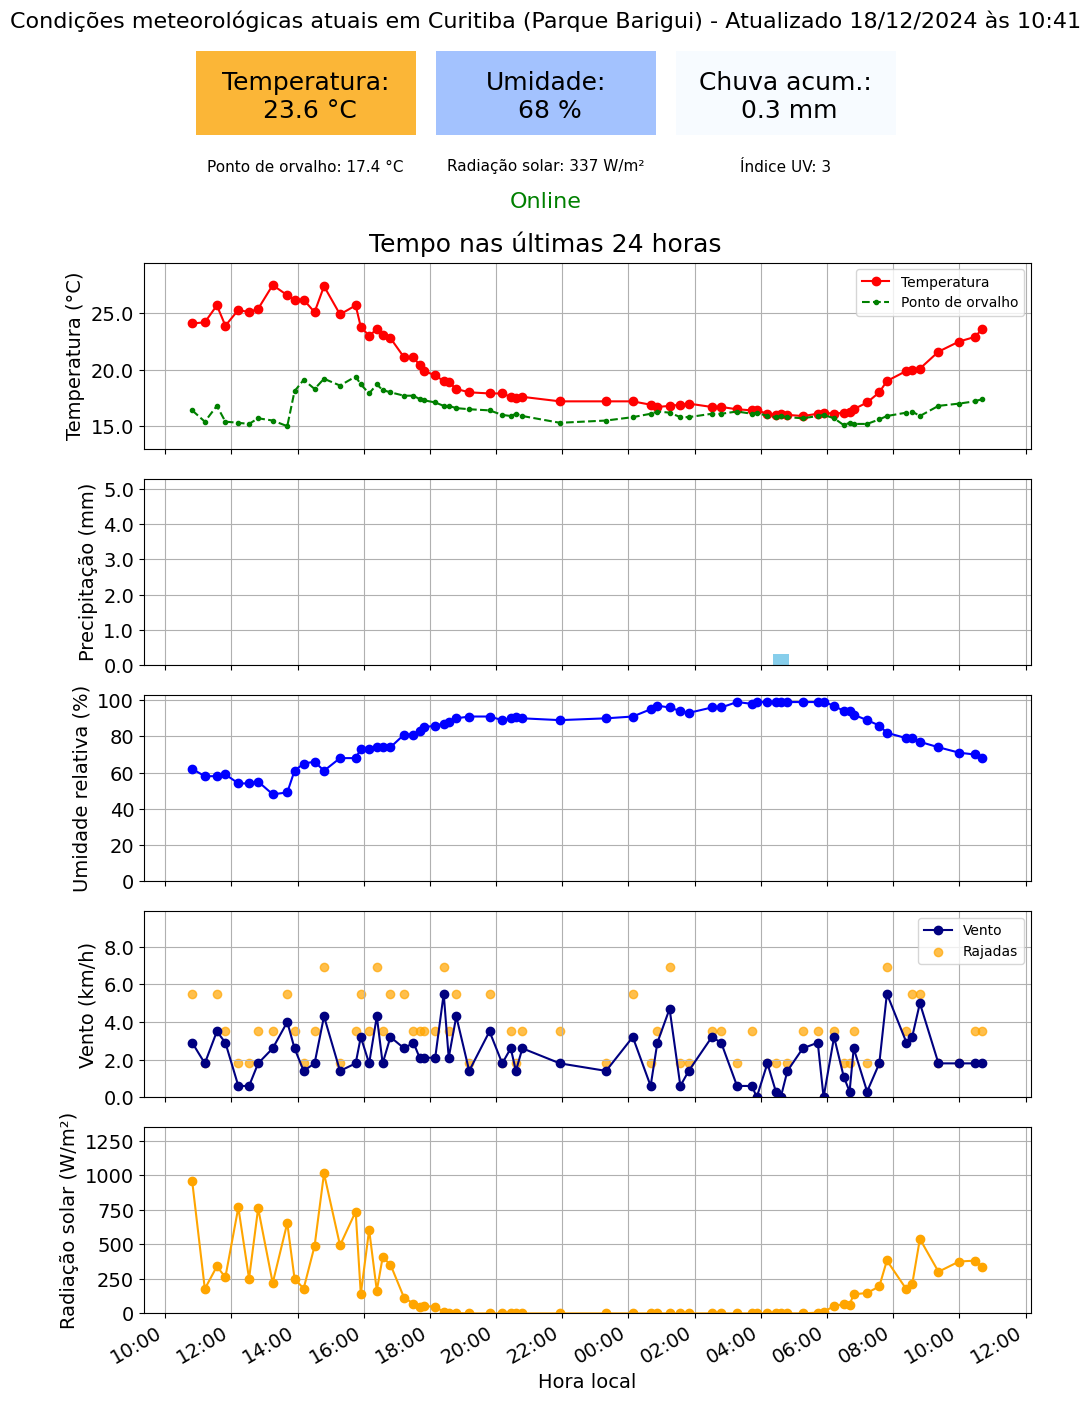 Condições meteorológicas atuais em Curitiba (Parque Barigui) - Atualizado 18/12/2024 às 10:41
Temperatura:
23.6 °C
Umidade:
68 %
Chuva acum.:
0.3 mm
Ponto de orvalho: 17.4 °C
Radiação solar: 337 W/m²
Índice UV: 3
Online
Tempo nas últimas 24 horas
Temperatura (°C)
25.0
20.0
15.0
Temperatura
Ponto de orvalho
Precipitação (mm)
5.0
4.0
3.0
2.0
1.0
0.0
Umidade relativa (%)
100
80
60
40
20
0
Vento (km/h)
8.0
6.0
4.0
2.0
0.0
Vento
Rajadas
Radiação solar (W/m²)
1250
1000
750
500
250
0
10:00
12:00
14:00
16:00
18:00
20:00
22:00
00:00
02:00
04:00
06:00
08:00
10:00
12:00
Hora local